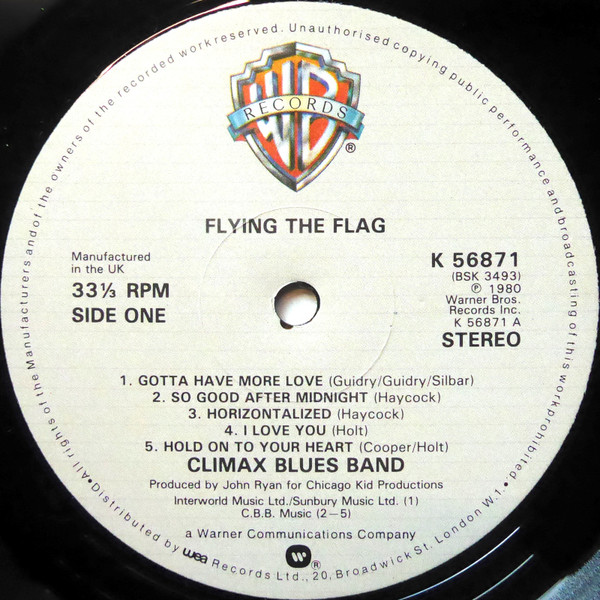 WB
RECORDS
®
FLYING THE FLAG
Manufactured
in the UK
33⅓ RPM
SIDE ONE
K 56871
(BSK 3493)
℗ 1980
Warner Bros.
Records Inc.
K 56871 A
STEREO
1. GOTTA HAVE MORE LOVE (Guidry/Guidry/Silbar)
2. SO GOOD AFTER MIDNIGHT (Haycock)
3. HORIZONTALIZED (Haycock)
4. I LOVE YOU (Holt)
5. HOLD ON TO YOUR HEART (Cooper/Holt)
CLIMAX BLUES BAND
Produced by John Ryan for Chicago Kid Productions
Interworld Music Ltd./Sunbury Music Ltd. (1)
C.B.B. Music (2–5)
a Warner Communications Company
®
•All rights of the Manufacturers and of the owners of the recorded work reserved. Unauthorised copying public performance and broadcasting of this work prohibited.
•Distributed by wea Records Ltd., 20, Broadwick St. London W.1.•